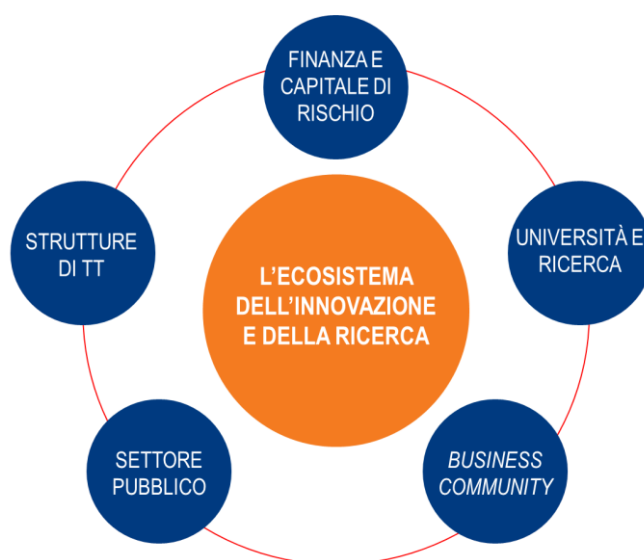 FINANZA E
CAPITALE DI
RISCHIO
STRUTTURE
DI TT
UNIVERSITÀ E
RICERCA
L'ECOSISTEMA
DELL'INNOVAZIONE
E DELLA RICERCA
SETTORE
PUBBLICO
BUSINESS
COMMUNITY